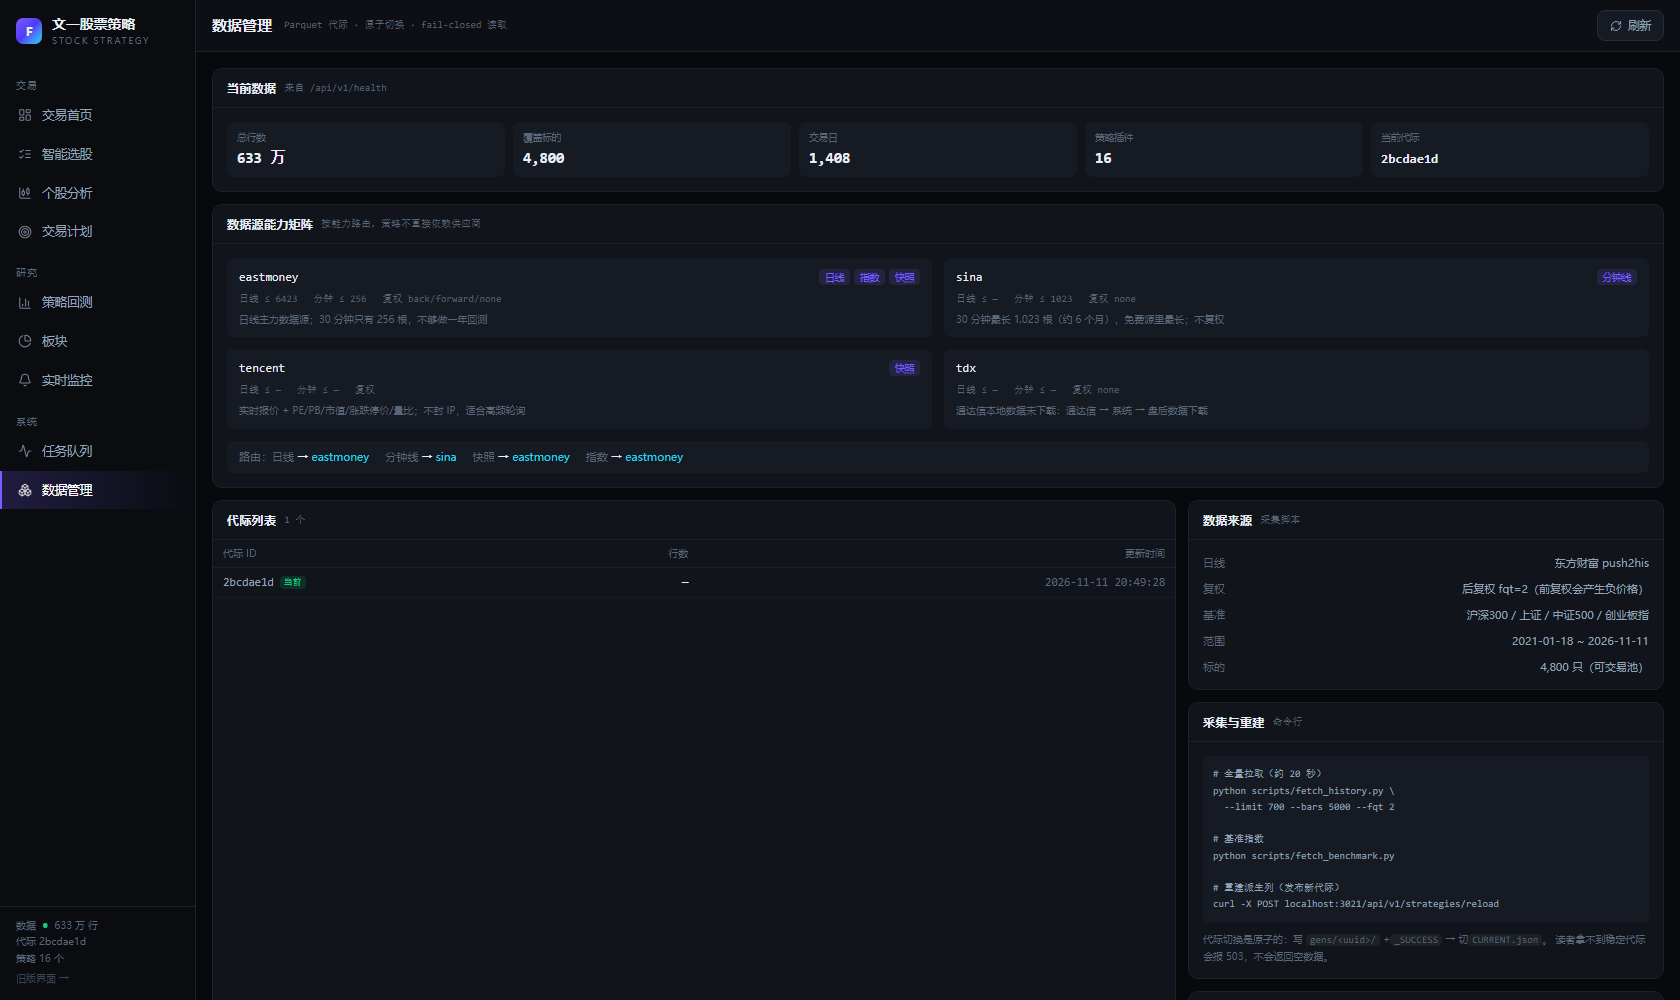 F
文一股票策略
STOCK STRATEGY
交易
交易首页
智能选股
个股分析
交易计划
研究
策略回测
板块
实时监控
系统
任务队列
数据管理
数据 633 万 行
代际 2bcdae1d
策略 16 个
旧版界面 →
数据管理 Parquet 代际 · 原子切换 · fail-closed 读取
刷新
当前数据 来自 /api/v1/health
总行数
633 万
覆盖标的
4,800
交易日
1,408
策略插件
16
当前代际
2bcdae1d
数据源能力矩阵 按能力路由，策略不直接依赖供应商
eastmoney 日线 指数 快照
日线 ≤ 6423 分钟 ≤ 256 复权 back/forward/none
日线主力数据源；30 分钟只有 256 根，不够做一年回测
sina 分钟线
日线 ≤ — 分钟 ≤ 1023 复权 none
30 分钟最长 1,023 根（约 6 个月），免费源里最长；不复权
tencent 快照
日线 ≤ — 分钟 ≤ — 复权
实时报价 + PE/PB/市值/涨跌停价/量比；不封 IP，适合高频轮询
tdx
日线 ≤ — 分钟 ≤ — 复权 none
通达信本地数据未下载：通达信 → 系统 → 盘后数据下载
路由：日线 → eastmoney 分钟线 → sina 快照 → eastmoney 指数 → eastmoney
代际列表 1 个
代际 ID 行数 更新时间
2bcdae1d 当前 — 2026-11-11 20:49:28
数据来源 采集脚本
日线 东方财富 push2his
复权 后复权 fqt=2（前复权会产生负价格）
基准 沪深300 / 上证 / 中证500 / 创业板指
范围 2021-01-18 ~ 2026-11-11
标的 4,800 只（可交易池）
采集与重建 命令行
# 全量拉取（约 20 秒）
python scripts/fetch_history.py \
--limit 700 --bars 5000 --fqt 2
# 基准指数
python scripts/fetch_benchmark.py
# 重建派生列（发布新代际）
curl -X POST localhost:3021/api/v1/strategies/reload
代际切换是原子的：写 gens/<uuid>/ + _SUCCESS → 切 CURRENT.json 。读者拿不到稳定代际
会报 503，不会返回空数据。